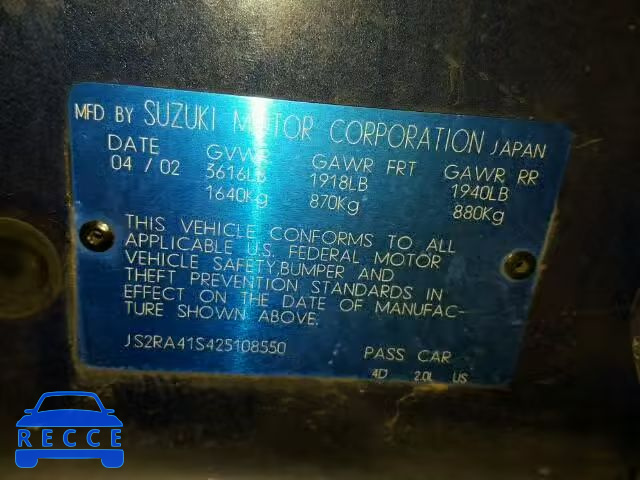 MFD BY SUZUKI MOTOR CORPORATION JAPAN
DATE GVWR GAWR FRT GAWR RR
04 / 02 3616LB 1918LB 1940LB
1640Kg 870Kg 880Kg
THIS VEHICLE CONFORMS TO ALL
APPLICABLE U.S. FEDERAL MOTOR
VEHICLE SAFETY,BUMPER AND
THEFT PREVENTION STANDARDS IN
EFFECT ON THE DATE OF MANUFAC-
TURE SHOWN ABOVE.
JS2RA41S425108550 PASS CAR
4D 2.0L US
RECCE